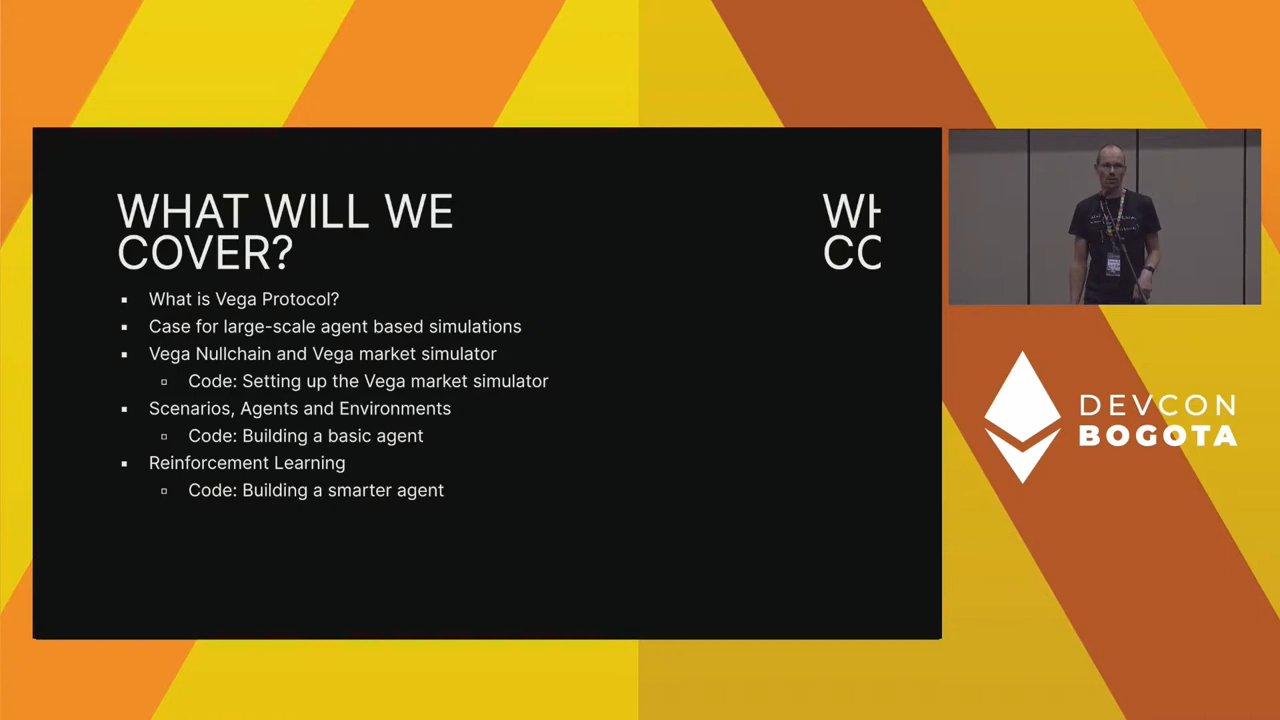 WHAT WILL WE
COVER?
WH
CO
▪ What is Vega Protocol?
▪ Case for large-scale agent based simulations
▪ Vega Nullchain and Vega market simulator
▫ Code: Setting up the Vega market simulator
▪ Scenarios, Agents and Environments
▫ Code: Building a basic agent
▪ Reinforcement Learning
▫ Code: Building a smarter agent
DEVCON
BOGOTA